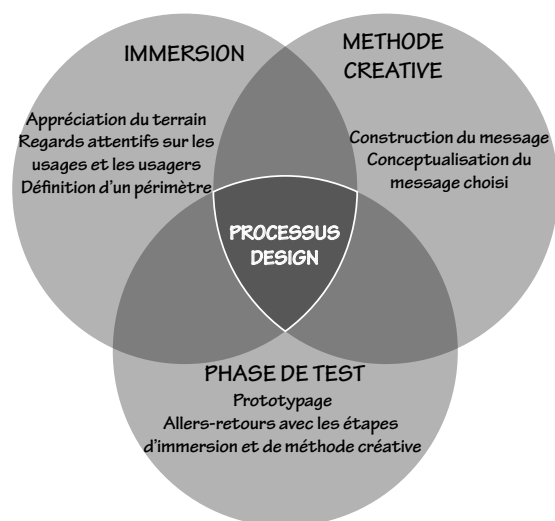 IMMERSION
Appréciation du terrain
Regards attentifs sur les
usages et les usagers
Définition d'un périmètre
METHODE
CREATIVE
Construction du message
Conceptualisation du
message choisi
PROCESSUS
DESIGN
PHASE DE TEST
Prototypage
Allers-retours avec les étapes
d'immersion et de méthode créative